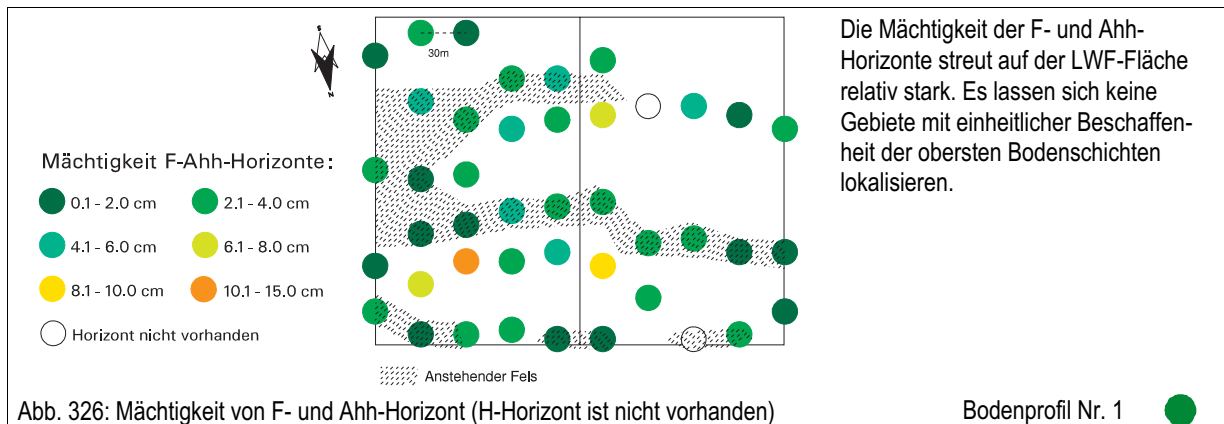 Die Mächtigkeit der F- und Ahh-
Horizonte streut auf der LWF-Fläche
relativ stark. Es lassen sich keine
Gebiete mit einheitlicher Beschaffen-
heit der obersten Bodenschichten
lokalisieren.
30m
N
Mächtigkeit F-Ahh-Horizonte:
0.1 - 2.0 cm
2.1 - 4.0 cm
4.1 - 6.0 cm
6.1 - 8.0 cm
8.1 - 10.0 cm
10.1 - 15.0 cm
Horizont nicht vorhanden
Anstehender Fels
Abb. 326: Mächtigkeit von F- und Ahh-Horizont (H-Horizont ist nicht vorhanden)
Bodenprofil Nr. 1